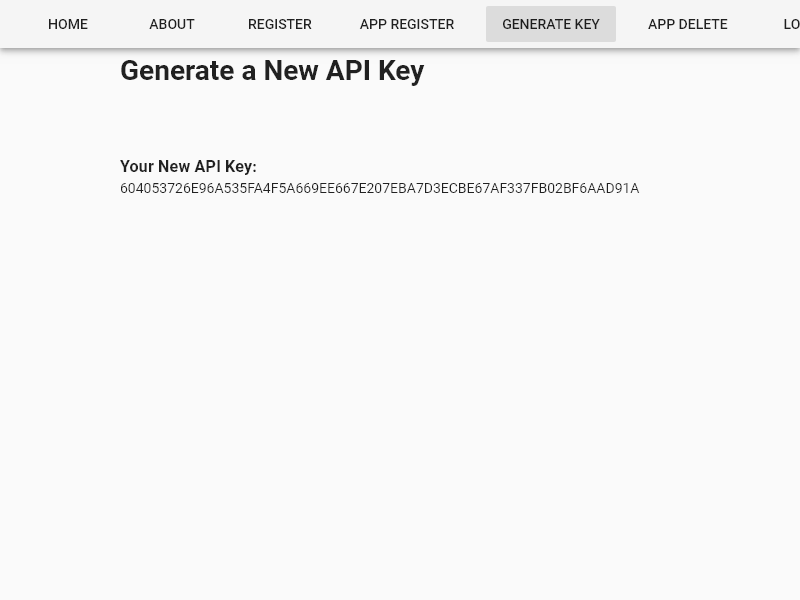 HOME ABOUT REGISTER APP REGISTER GENERATE KEY APP DELETE LO
Generate a New API Key
Your New API Key:
604053726E96A535FA4F5A669EE667E207EBA7D3ECBE67AF337FB02BF6AAD91A